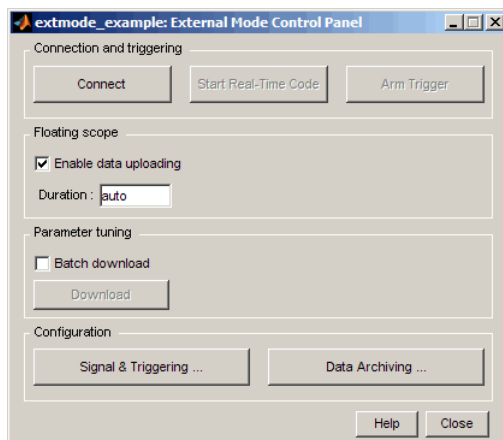 extmode_example: External Mode Control Panel
Connection and triggering
Connect Start Real-Time Code Arm Trigger
Floating scope
Enable data uploading
Duration : auto
Parameter tuning
Batch download
Download
Configuration
Signal & Triggering ... Data Archiving ...
Help Close